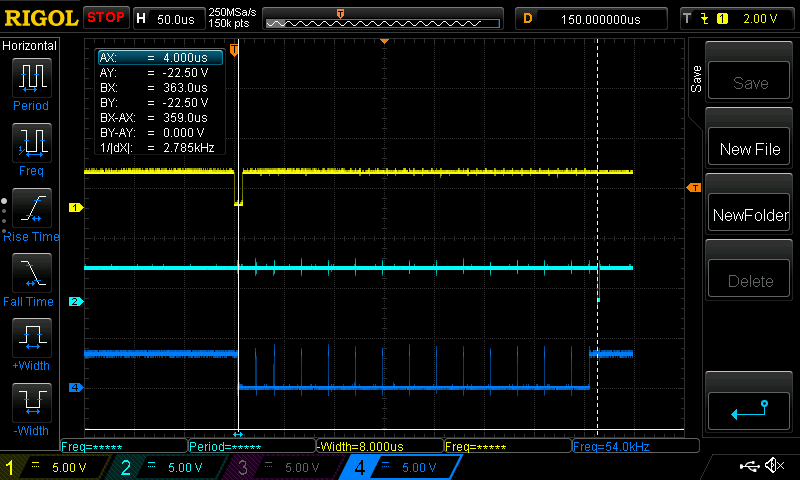 RIGOL STOP H 50.0us 250MSa/s 150k pts T D 150.000000us T 1 2.00 V
Horizontal
Period
Freq
Rise Time
Fall Time
+Width
-Width
T
AX: = 4.000us
AY: = -22.50 V
BX: = 363.0us
BY: = -22.50 V
BX-AX: = 359.0us
BY-AY: = 0.000 V
1/|dX|: = 2.785kHz
1
2
4
T
Save
Save
New File
NewFolder
Delete
Freq=***** Period=***** -Width=8.000us Freq=***** Freq=54.0kHz
1 = 5.00 V 2 = 5.00 V 3 = 5.00 V 4 = 5.00 V